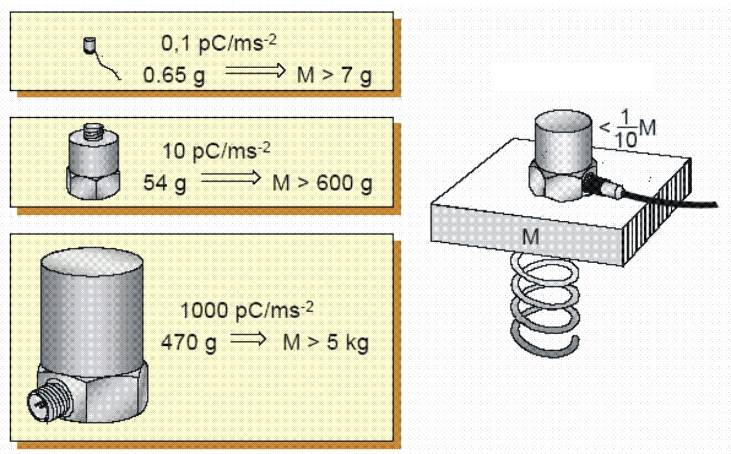 0,1 pC/ms⁻²
0.65 g ⟹ M > 7 g
10 pC/ms⁻²
54 g ⟹ M > 600 g
1000 pC/ms⁻²
470 g ⟹ M > 5 kg
< 1/10 M
M